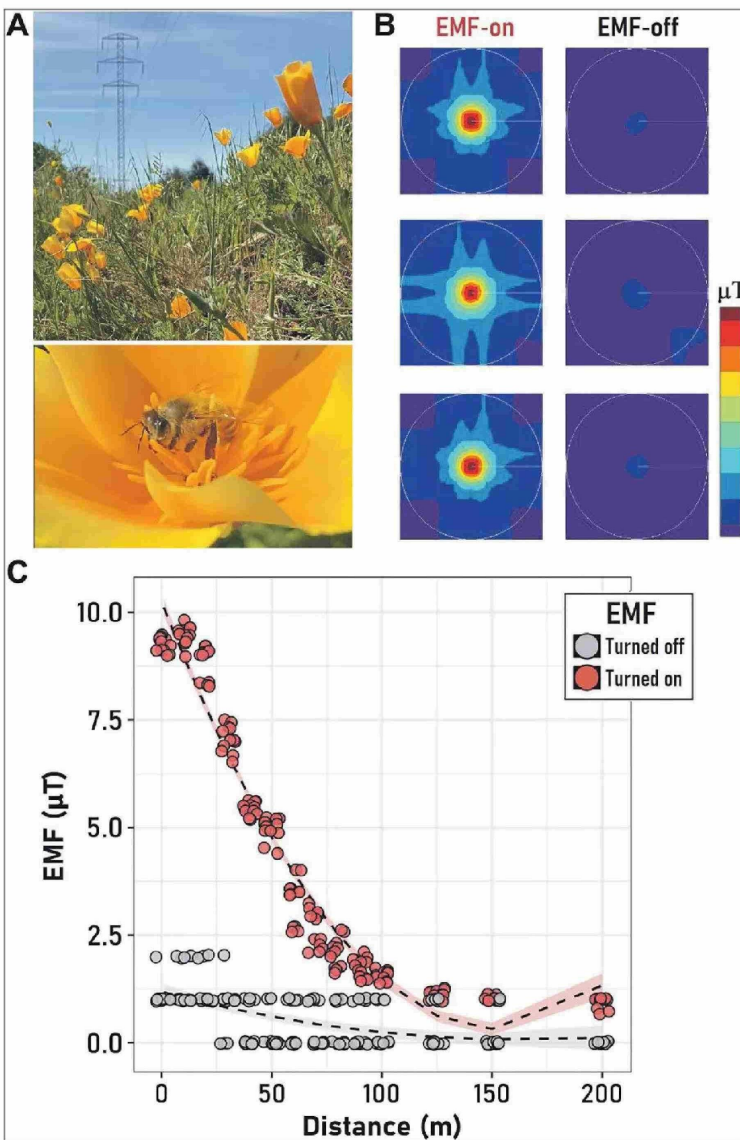 A
B
EMF-on
EMF-off
μT
C
EMF (μT)
10.0
7.5
5.0
2.5
0.0
EMF
Turned off
Turned on
0
50
100
150
200
Distance (m)